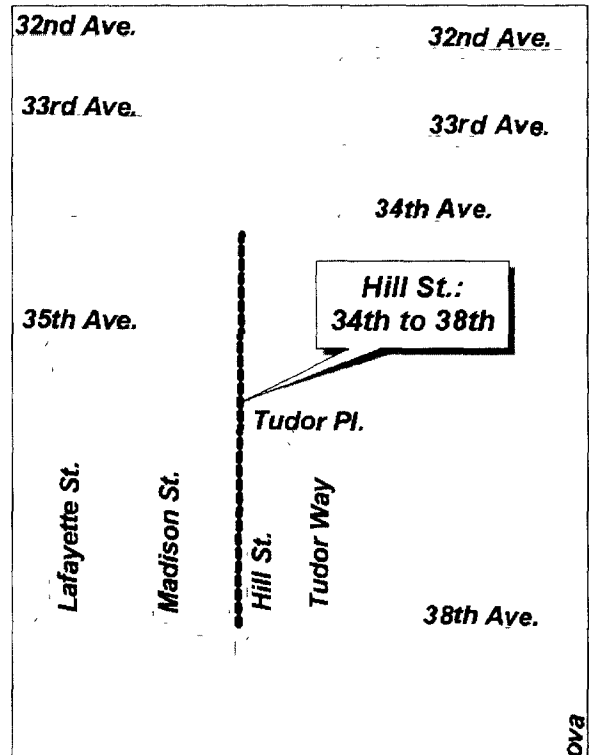 32nd Ave.
32nd Ave.
33rd Ave.
33rd Ave.
34th Ave.
Hill St.:
34th to 38th
35th Ave.
Tudor Pl.
Lafayette St.
Madison St.
Hill St.
Tudor Way
38th Ave.
ova